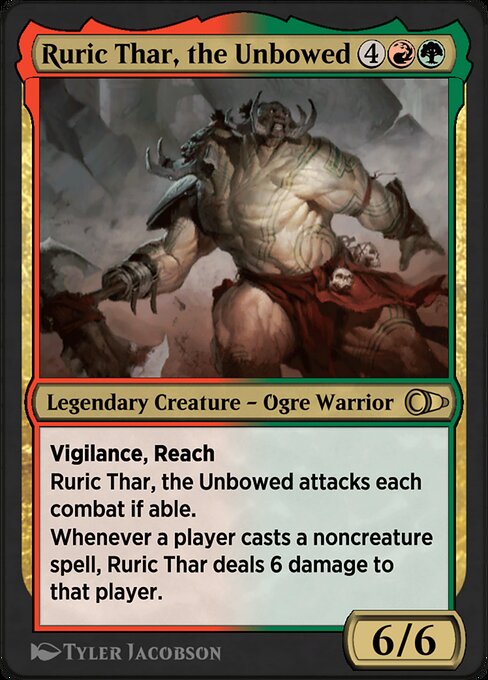 Ruric Thar, the Unbowed 4
Legendary Creature – Ogre Warrior
Vigilance, Reach
Ruric Thar, the Unbowed attacks each
combat if able.
Whenever a player casts a noncreature
spell, Ruric Thar deals 6 damage to
that player.
6/6
Tyler Jacobson